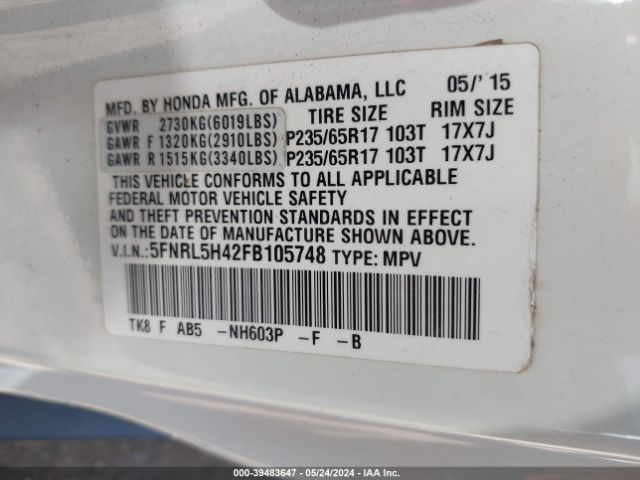 MFD. BY HONDA MFG. OF ALABAMA, LLC 05/'15
GVWR 2730KG(6019LBS) TIRE SIZE RIM SIZE
GAWR F 1320KG(2910LBS) P235/65R17 103T 17X7J
GAWR R 1515KG(3340LBS) P235/65R17 103T 17X7J
THIS VEHICLE CONFORMS TO ALL APPLICABLE
FEDERAL MOTOR VEHICLE SAFETY
AND THEFT PREVENTION STANDARDS IN EFFECT
ON THE DATE OF MANUFACTURE SHOWN ABOVE.
V.I.N.:5FNRL5H42FB105748 TYPE: MPV
TK8 F AB5 -NH603P -F -B
© - 39483647 - 05/24/2024 - IAA Inc.